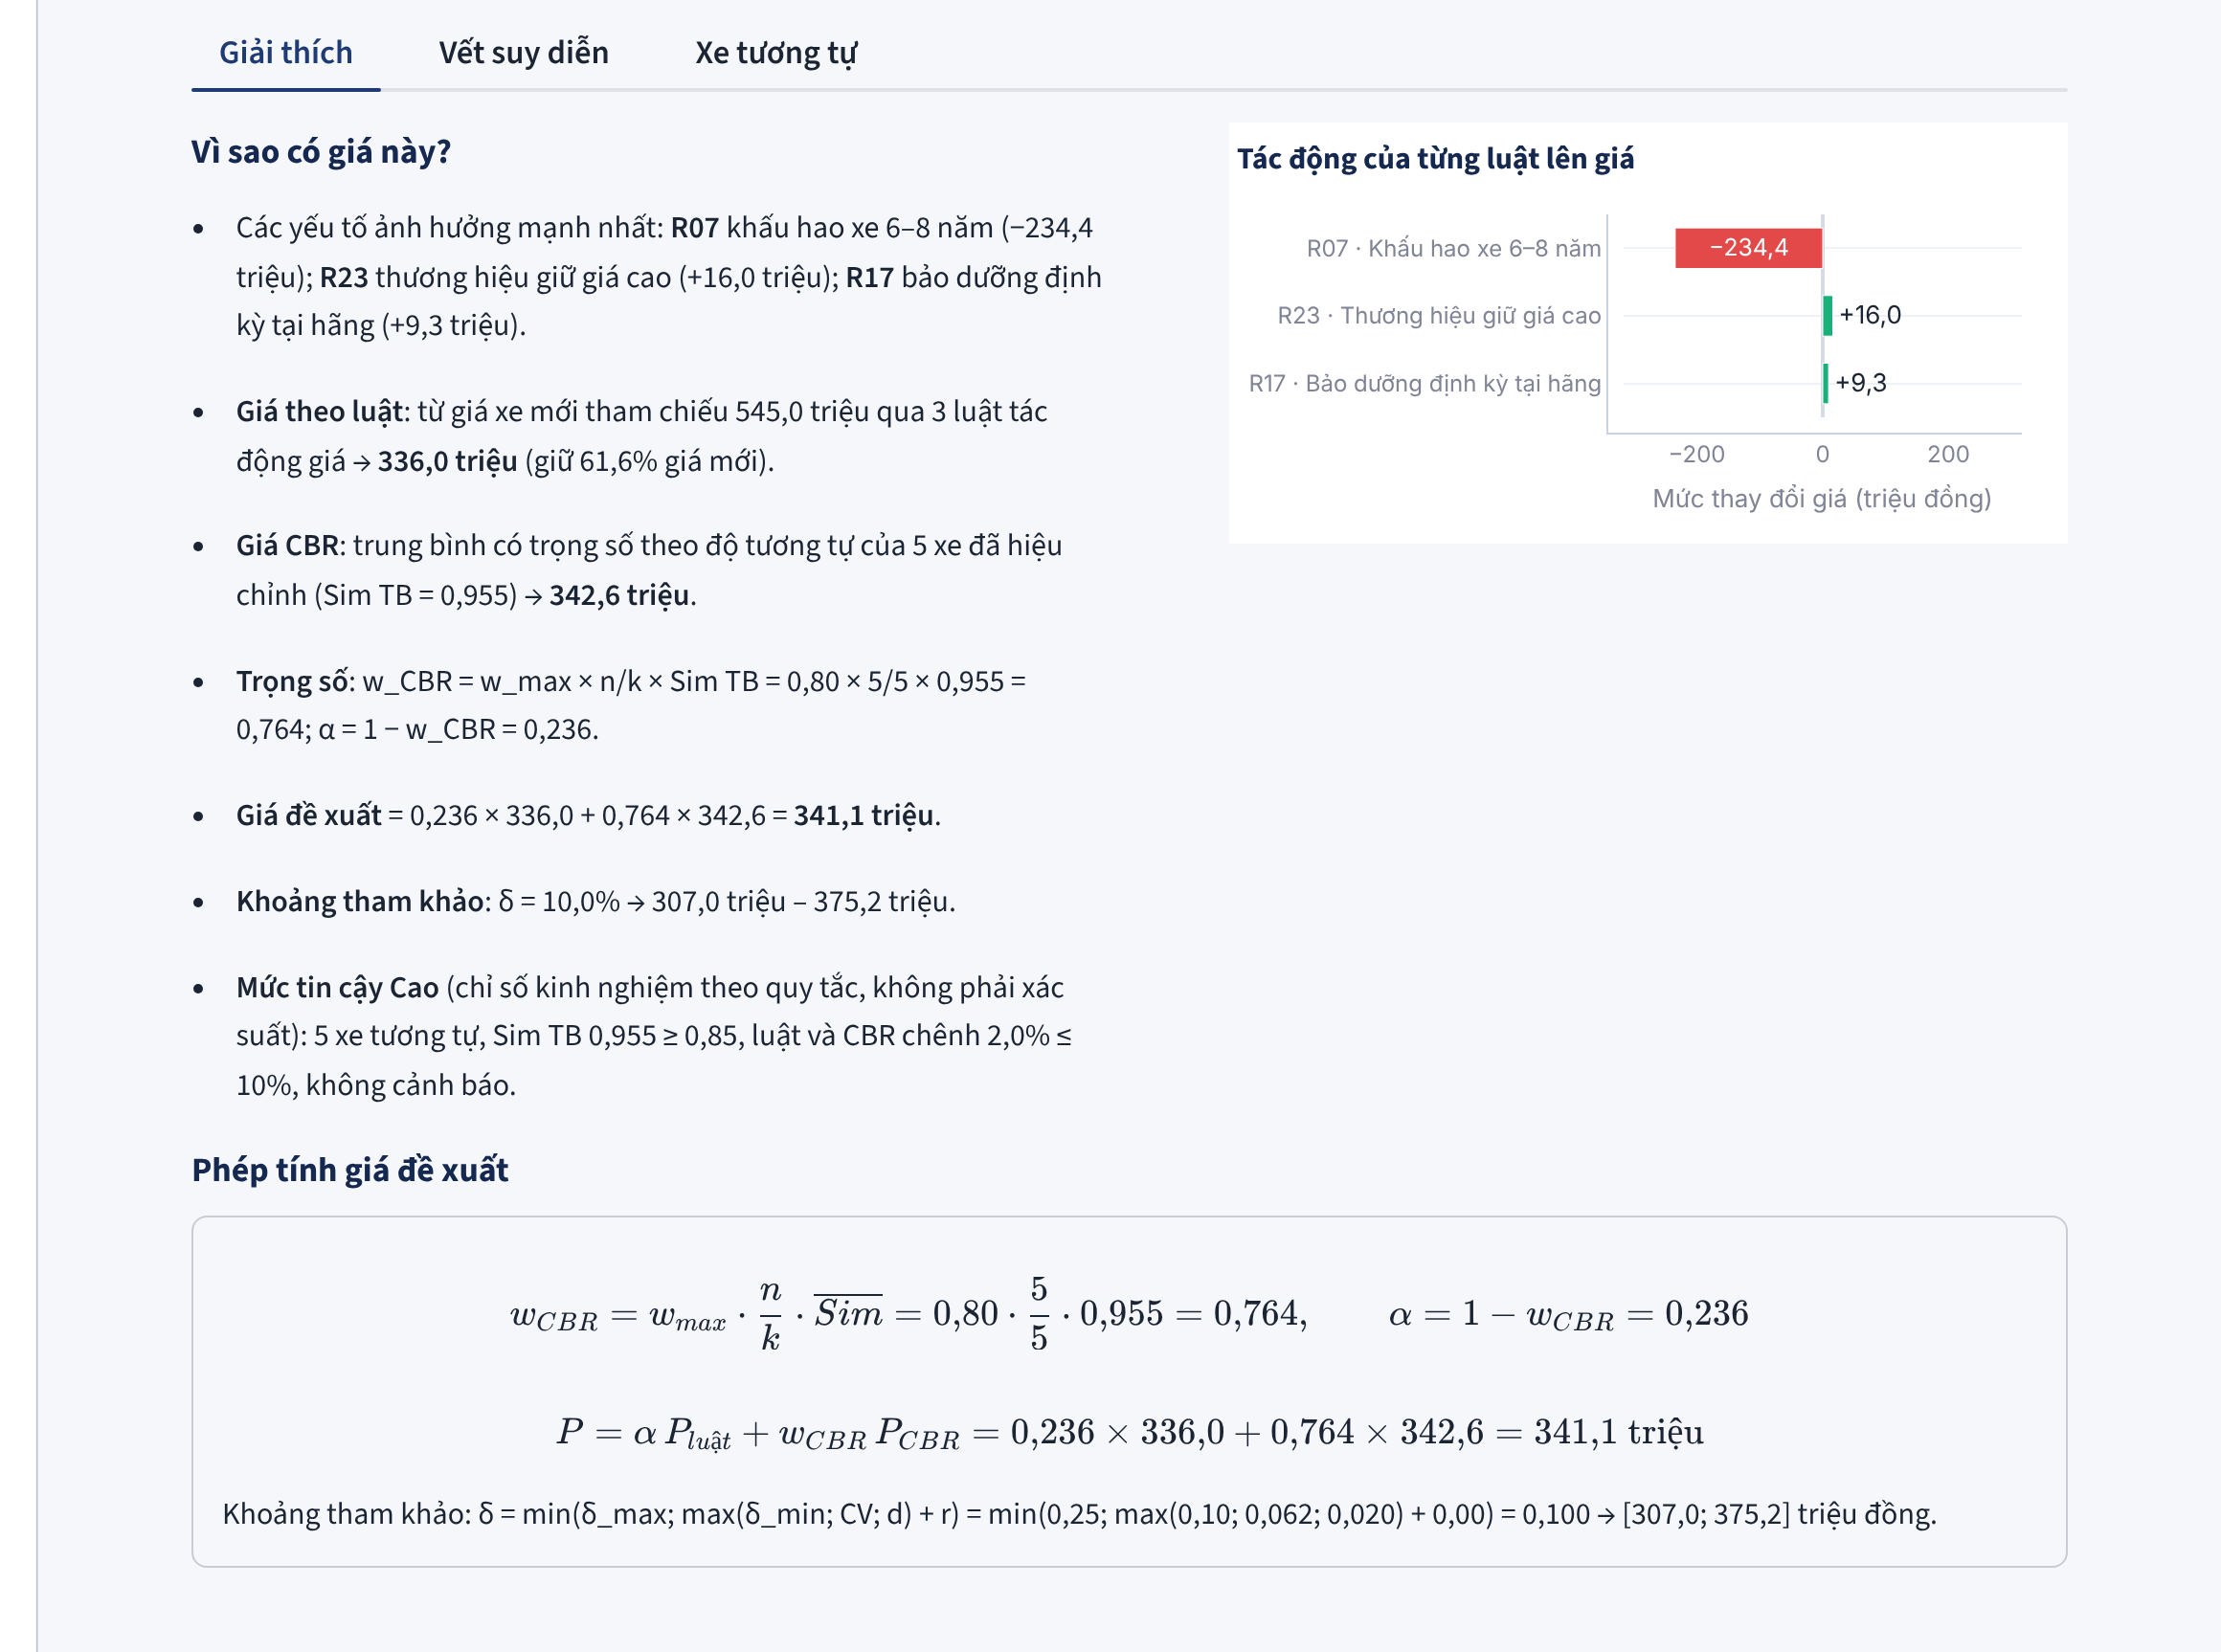 Giải thích
Vết suy diễn
Xe tương tự
Vì sao có giá này?
• Các yếu tố ảnh hưởng mạnh nhất: R07 khấu hao xe 6–8 năm (−234,4
triệu); R23 thương hiệu giữ giá cao (+16,0 triệu); R17 bảo dưỡng định
kỳ tại hãng (+9,3 triệu).
• Giá theo luật: từ giá xe mới tham chiếu 545,0 triệu qua 3 luật tác
động giá → 336,0 triệu (giữ 61,6% giá mới).
• Giá CBR: trung bình có trọng số theo độ tương tự của 5 xe đã hiệu
chỉnh (Sim TB = 0,955) → 342,6 triệu.
• Trọng số: w_CBR = w_max × n/k × Sim TB = 0,80 × 5/5 × 0,955 =
0,764; α = 1 − w_CBR = 0,236.
• Giá đề xuất = 0,236 × 336,0 + 0,764 × 342,6 = 341,1 triệu.
• Khoảng tham khảo: δ = 10,0% → 307,0 triệu – 375,2 triệu.
• Mức tin cậy Cao (chỉ số kinh nghiệm theo quy tắc, không phải xác
suất): 5 xe tương tự, Sim TB 0,955 ≥ 0,85, luật và CBR chênh 2,0% ≤
10%, không cảnh báo.
Tác động của từng luật lên giá
R07 · Khấu hao xe 6–8 năm −234,4
R23 · Thương hiệu giữ giá cao +16,0
R17 · Bảo dưỡng định kỳ tại hãng +9,3
−200 0 200
Mức thay đổi giá (triệu đồng)
Phép tính giá đề xuất
w_CBR = w_max · n/k · S̅i̅m̅ = 0,80 · 5/5 · 0,955 = 0,764, α = 1 − w_CBR = 0,236
P = α P_luật + w_CBR P_CBR = 0,236 × 336,0 + 0,764 × 342,6 = 341,1 triệu
Khoảng tham khảo: δ = min(δ_max; max(δ_min; CV; d) + r) = min(0,25; max(0,10; 0,062; 0,020) + 0,00) = 0,100 → [307,0; 375,2] triệu đồng.